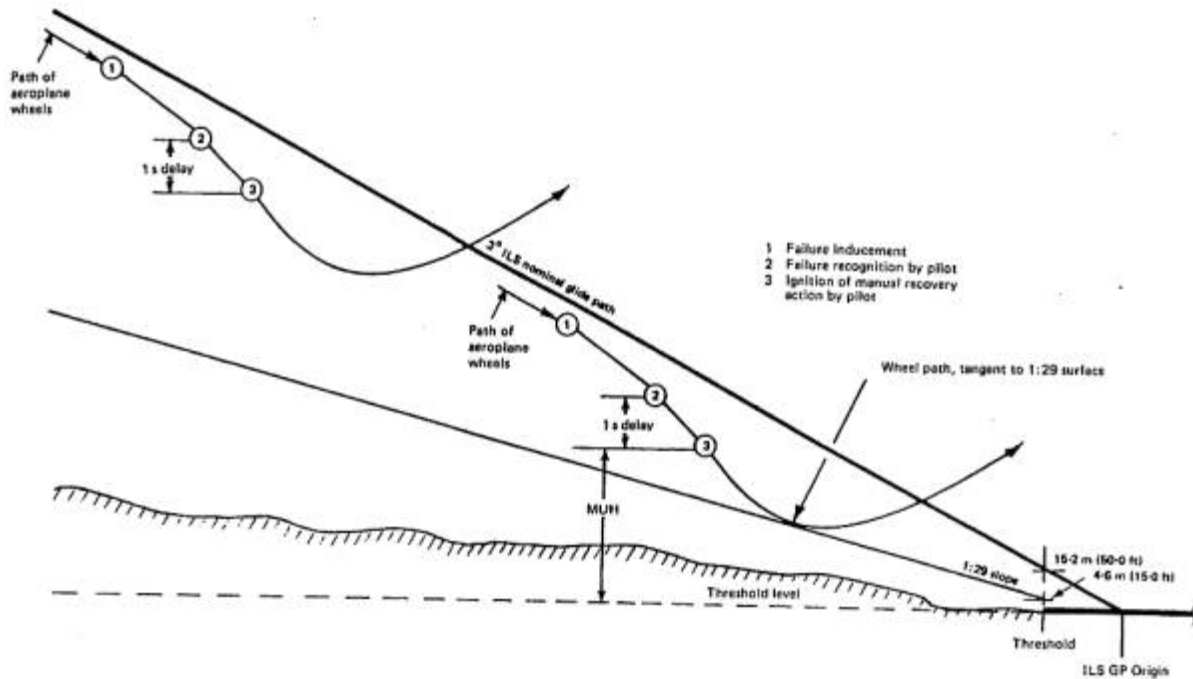 1
Path of
aeroplane
wheels
2
1 s delay
3
3° ILS nominal glide path
1 Failure Inducement
2 Failure recognition by pilot
3 Ignition of manual recovery
action by pilot
1
Path of
aeroplane
wheels
Wheel path, tangent to 1:29 surface
2
1 s delay
3
MUH
1:29 slope
15·2 m (50·0 ft)
4·6 m (15·0 ft)
Threshold level
Threshold
ILS GP Origin